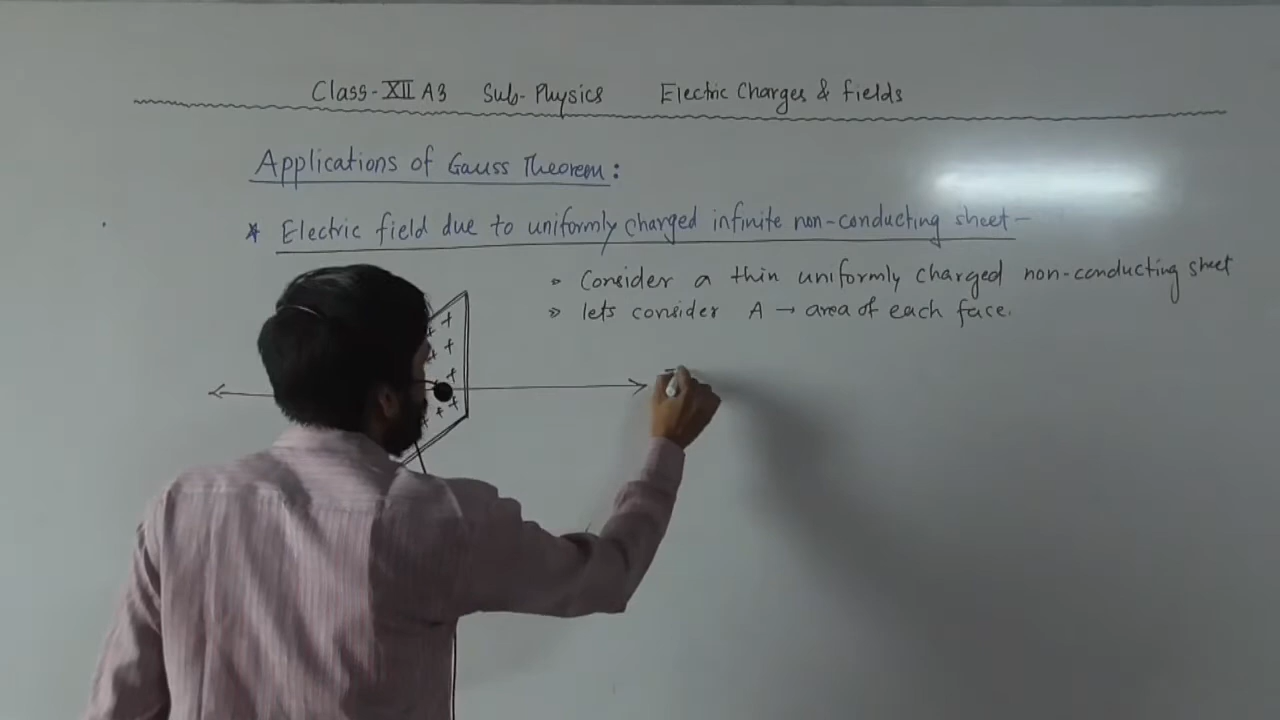 Class-XII A3 Sub-Physics Electric Charges & Fields
Applications of Gauss Theorem:
* Electric field due to uniformly charged infinite non-conducting sheet-
» Consider a thin uniformly charged non-conducting sheet
» lets consider A → area of each face.
+ +
+ +
+
+ +
+